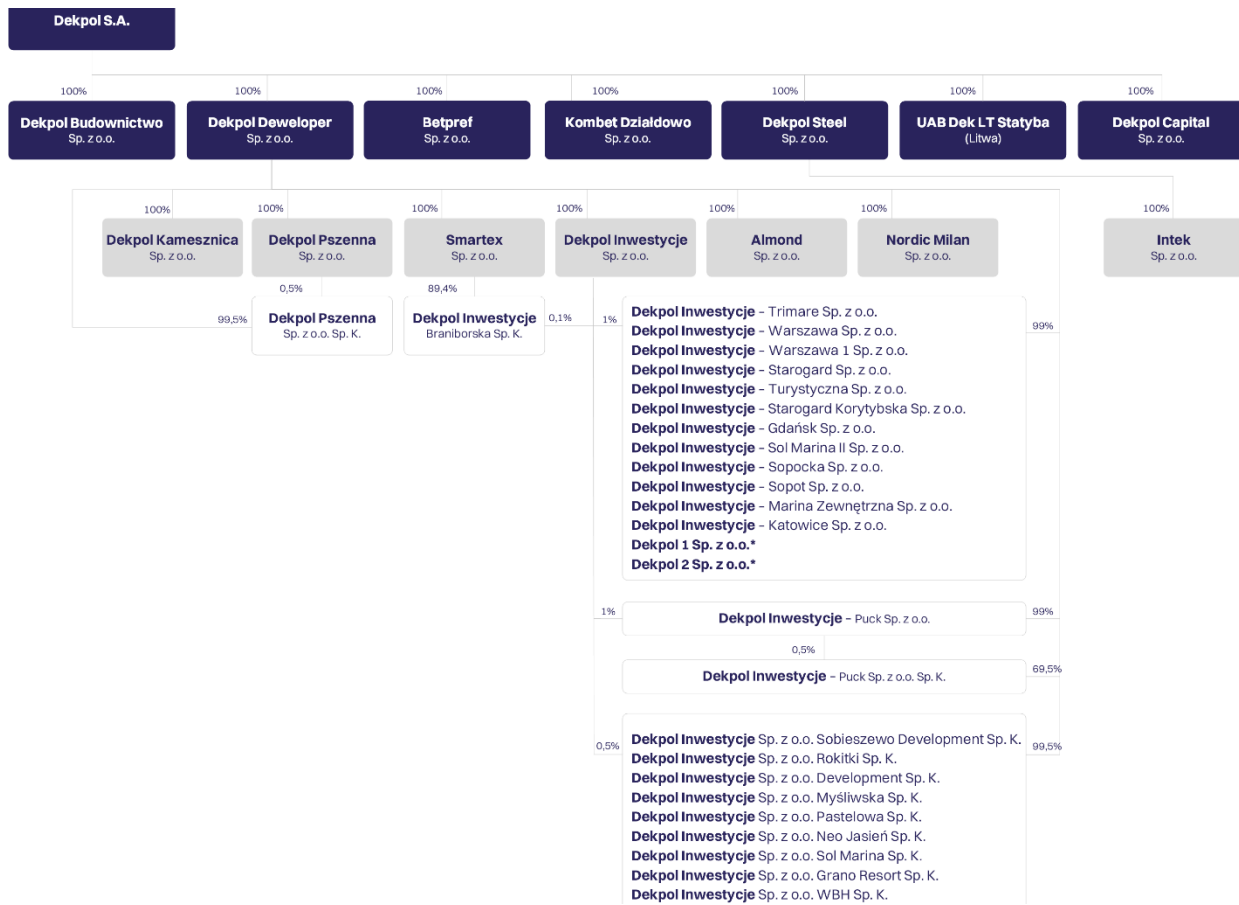 Dekpol S.A.
100%
100%
100%
100%
100%
100%
100%
Dekpol Budownictwo
Sp. z o.o.
Dekpol Deweloper
Sp. z o.o.
Betpref
Sp. z o.o.
Kombet Działdowo
Sp. z o.o.
Dekpol Steel
Sp. z o.o.
UAB Dek LT Statyba
(Litwa)
Dekpol Capital
Sp. z o.o.
100%
100%
100%
100%
100%
100%
100%
Dekpol Kamesznica
Sp. z o.o.
Dekpol Pszenna
Sp. z o.o.
Smartex
Sp. z o.o.
Dekpol Inwestycje
Sp. z o.o.
Almond
Sp. z o.o.
Nordic Milan
Sp. z o.o.
Intek
Sp. z o.o.
0,5%
89,4%
99,5%
Dekpol Pszenna
Sp. z o.o. Sp. K.
Dekpol Inwestycje
Braniborska Sp. K.
0,1%
1%
99%
Dekpol Inwestycje – Trimare Sp. z o.o.
Dekpol Inwestycje – Warszawa Sp. z o.o.
Dekpol Inwestycje – Warszawa 1 Sp. z o.o.
Dekpol Inwestycje – Starogard Sp. z o.o.
Dekpol Inwestycje – Turystyczna Sp. z o.o.
Dekpol Inwestycje – Starogard Korytybska Sp. z o.o.
Dekpol Inwestycje – Gdańsk Sp. z o.o.
Dekpol Inwestycje – Sol Marina II Sp. z o.o.
Dekpol Inwestycje – Sopocka Sp. z o.o.
Dekpol Inwestycje – Sopot Sp. z o.o.
Dekpol Inwestycje – Marina Zewnętrzna Sp. z o.o.
Dekpol Inwestycje – Katowice Sp. z o.o.
Dekpol 1 Sp. z o.o.*
Dekpol 2 Sp. z o.o.*
1%
Dekpol Inwestycje – Puck Sp. z o.o.
99%
0,5%
Dekpol Inwestycje – Puck Sp. z o.o. Sp. K.
69,5%
0,5%
99,5%
Dekpol Inwestycje Sp. z o.o. Sobieszewo Development Sp. K.
Dekpol Inwestycje Sp. z o.o. Rokitki Sp. K.
Dekpol Inwestycje Sp. z o.o. Development Sp. K.
Dekpol Inwestycje Sp. z o.o. Myśliwska Sp. K.
Dekpol Inwestycje Sp. z o.o. Pastelowa Sp. K.
Dekpol Inwestycje Sp. z o.o. Neo Jasień Sp. K.
Dekpol Inwestycje Sp. z o.o. Sol Marina Sp. K.
Dekpol Inwestycje Sp. z o.o. Grano Resort Sp. K.
Dekpol Inwestycje Sp. z o.o. WBH Sp. K.